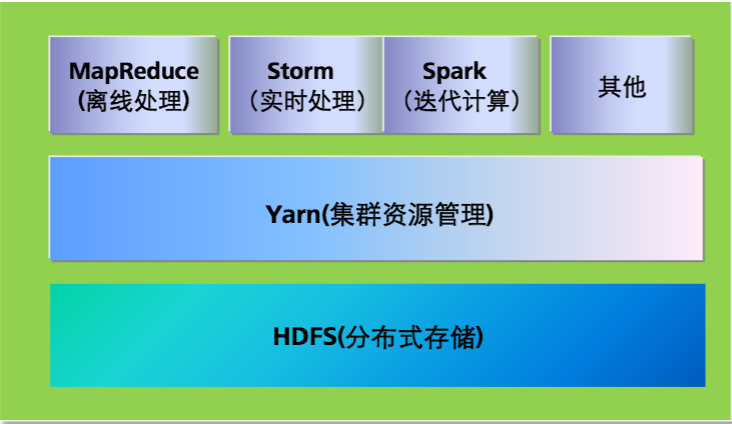 MapReduce
(离线处理)
Storm
（实时处理）
Spark
（迭代计算）
其他
Yarn(集群资源管理)
HDFS(分布式存储)